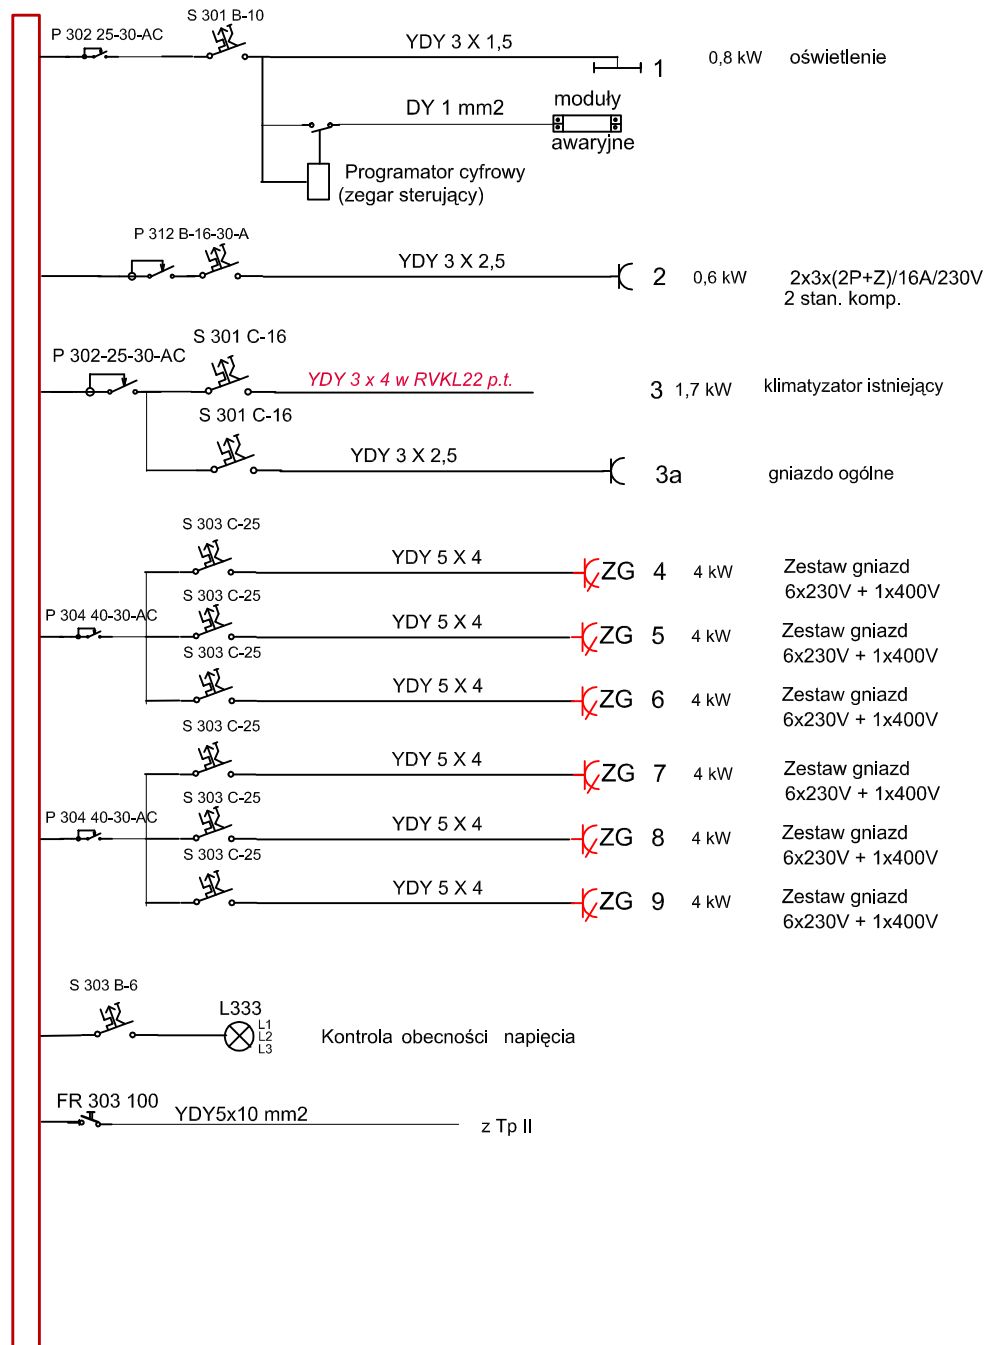 S 301 B-10
P 302 25-30-AC
YDY 3 X 1,5
1
0,8 kW
oświetlenie
DY 1 mm2
moduły
awaryjne
Programator cyfrowy
(zegar sterujący)
P 312 B-16-30-A
YDY 3 X 2,5
2
0,6 kW
2x3x(2P+Z)/16A/230V
2 stan. komp.
S 301 C-16
P 302-25-30-AC
YDY 3 x 4 w RVKL22 p.t.
3
1,7 kW
klimatyzator istniejący
S 301 C-16
YDY 3 X 2,5
3a
gniazdo ogólne
S 303 C-25
YDY 5 X 4
ZG 4
4 kW
Zestaw gniazd
6x230V + 1x400V
S 303 C-25
P 304 40-30-AC
YDY 5 X 4
ZG 5
4 kW
Zestaw gniazd
6x230V + 1x400V
S 303 C-25
YDY 5 X 4
ZG 6
4 kW
Zestaw gniazd
6x230V + 1x400V
S 303 C-25
YDY 5 X 4
ZG 7
4 kW
Zestaw gniazd
6x230V + 1x400V
S 303 C-25
P 304 40-30-AC
YDY 5 X 4
ZG 8
4 kW
Zestaw gniazd
6x230V + 1x400V
S 303 C-25
YDY 5 X 4
ZG 9
4 kW
Zestaw gniazd
6x230V + 1x400V
S 303 B-6
L333
L1
L2
L3
Kontrola obecności napięcia
FR 303 100
YDY5x10 mm2
z Tp II